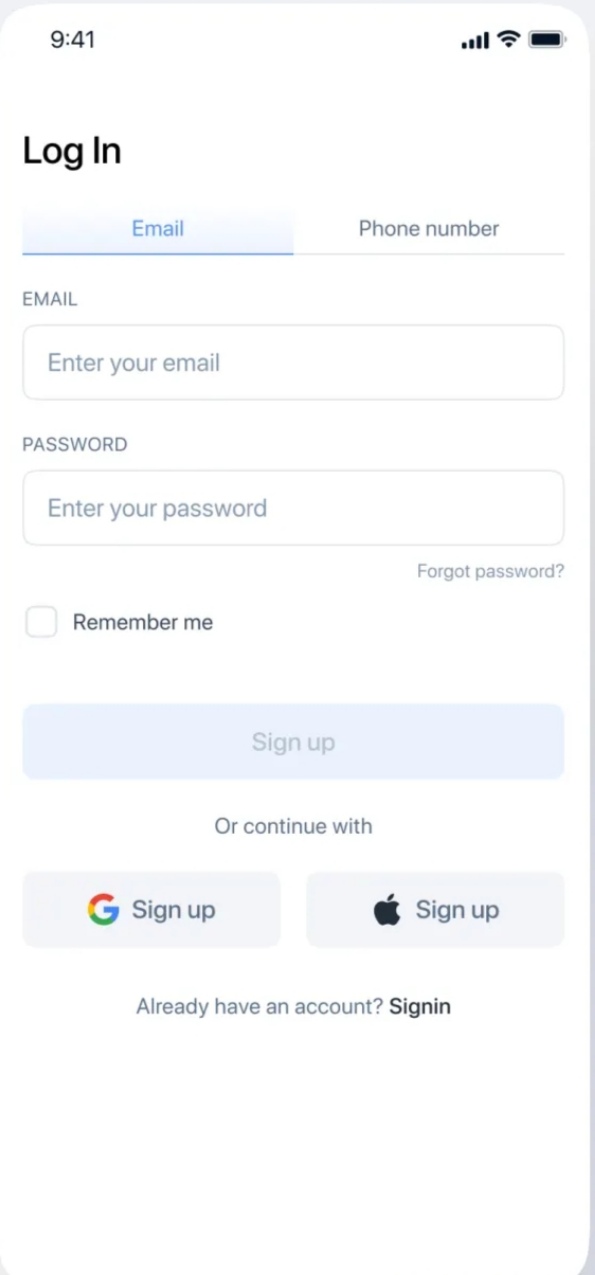 9:41
Log In
Email Phone number
EMAIL
Enter your email
PASSWORD
Enter your password
Forgot password?
Remember me
Sign up
Or continue with
Sign up Sign up
Already have an account? Signin